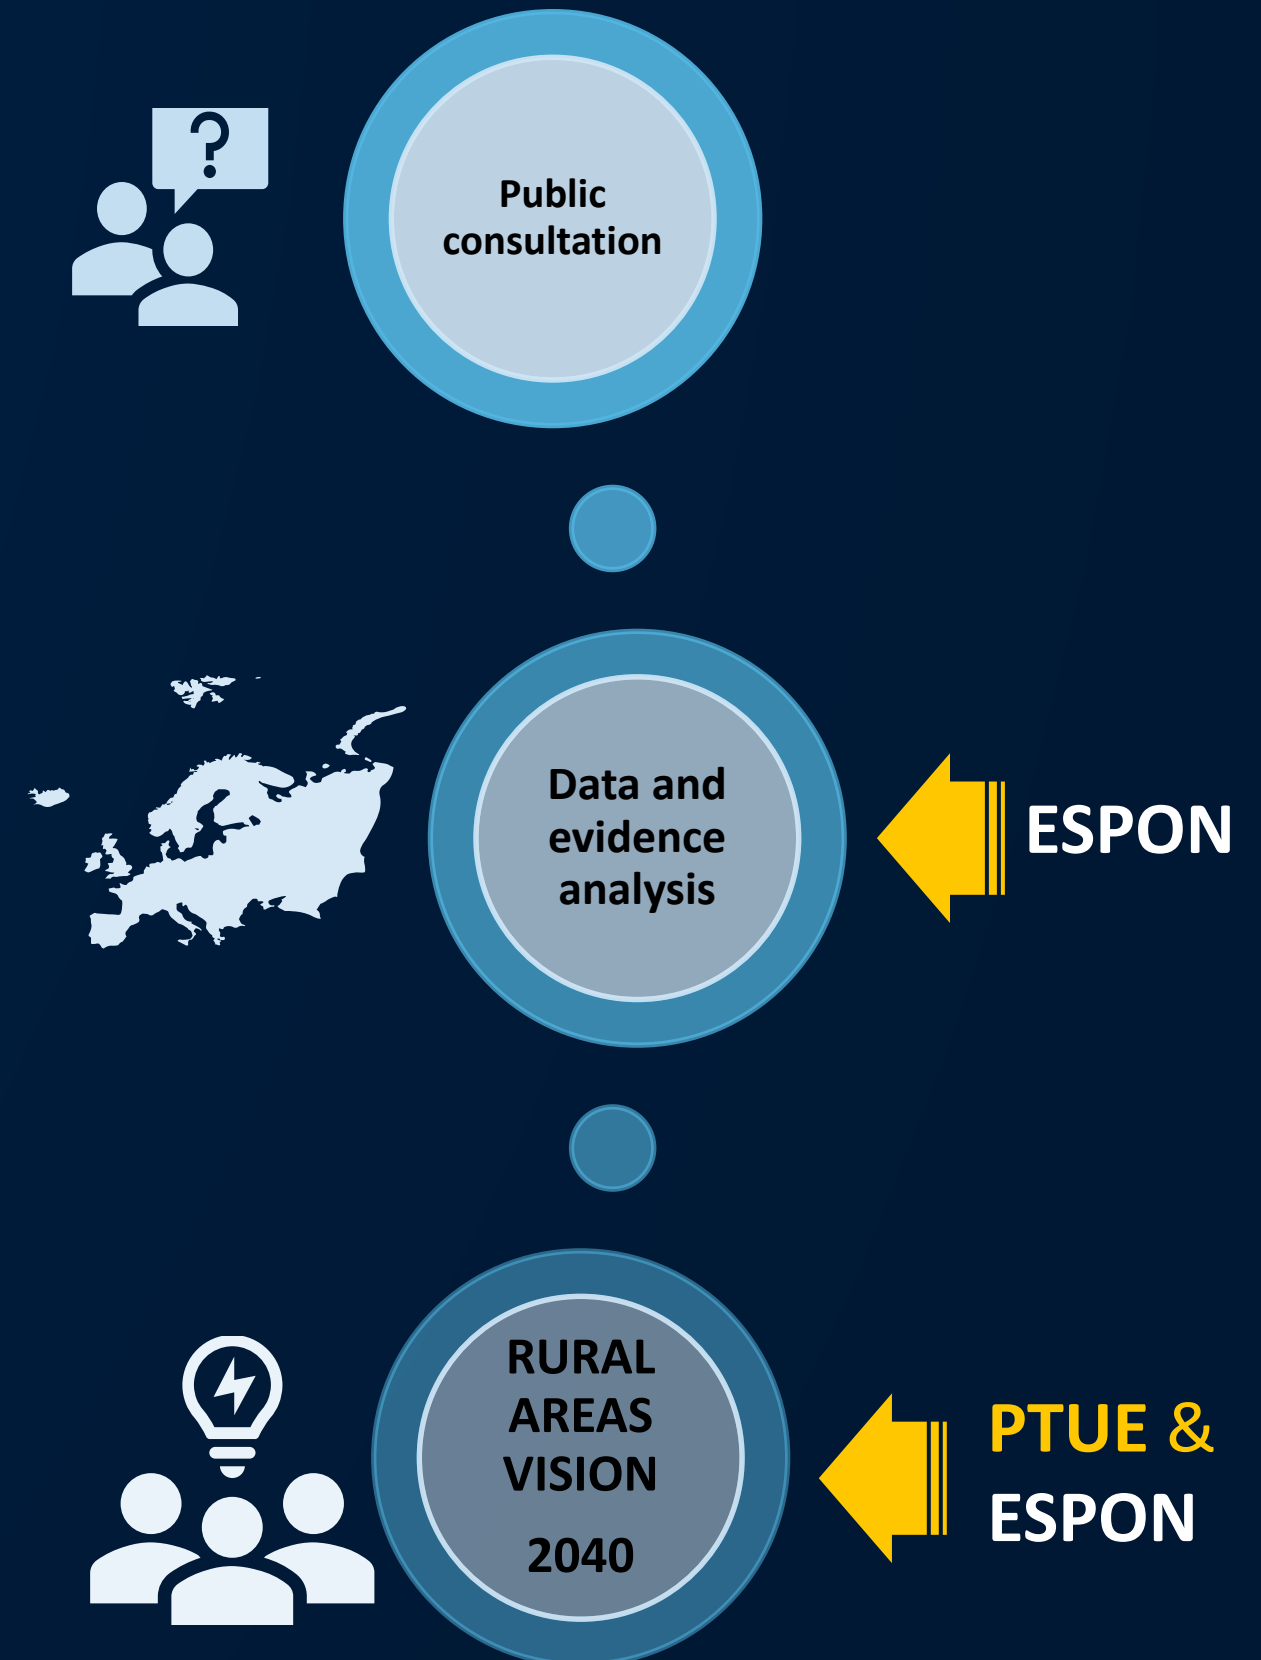 ?
Public
consultation
Data and
evidence
analysis
ESPON
RURAL
AREAS
VISION
2040
PTUE &
ESPON